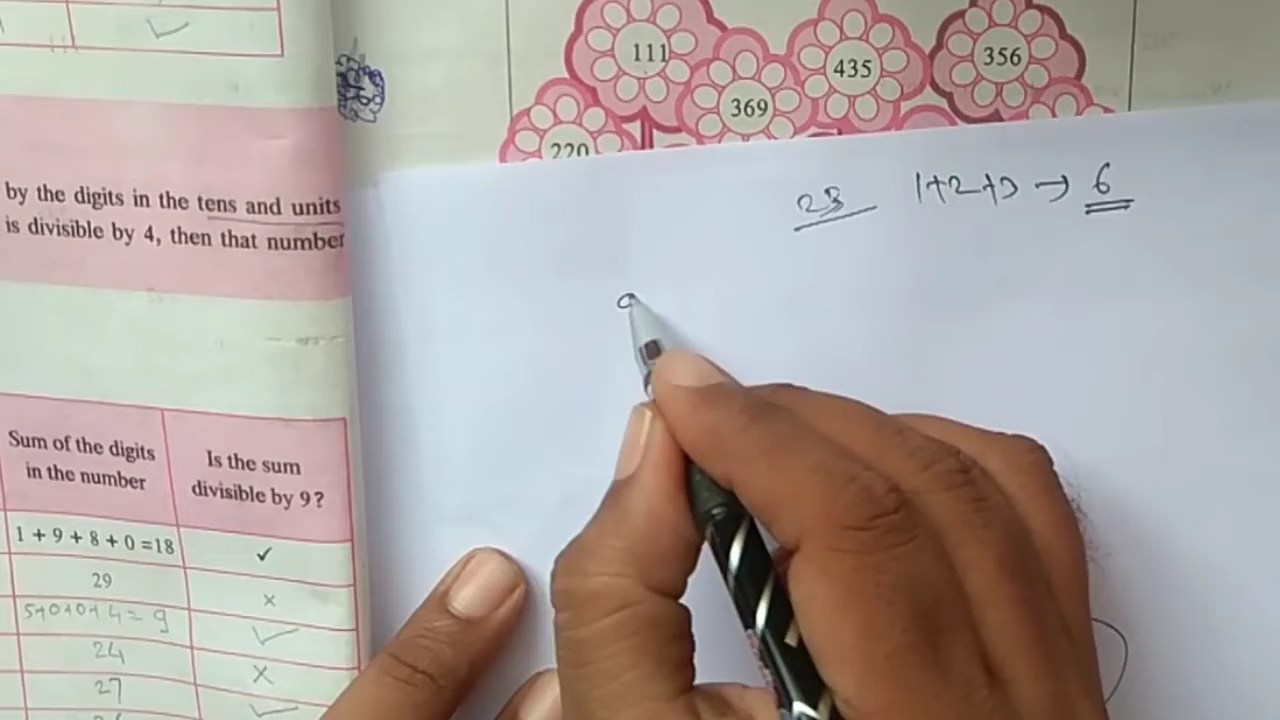 111
435
356
369
220
by the digits in the tens and units
is divisible by 4, then that number
23 1+2+3 → 6
Sum of the digits in the number
Is the sum divisible by 9?
1 + 9 + 8 + 0 =18 ✓
29 ×
5+0+0+4= 9 ✓
24 ×
27 ✓